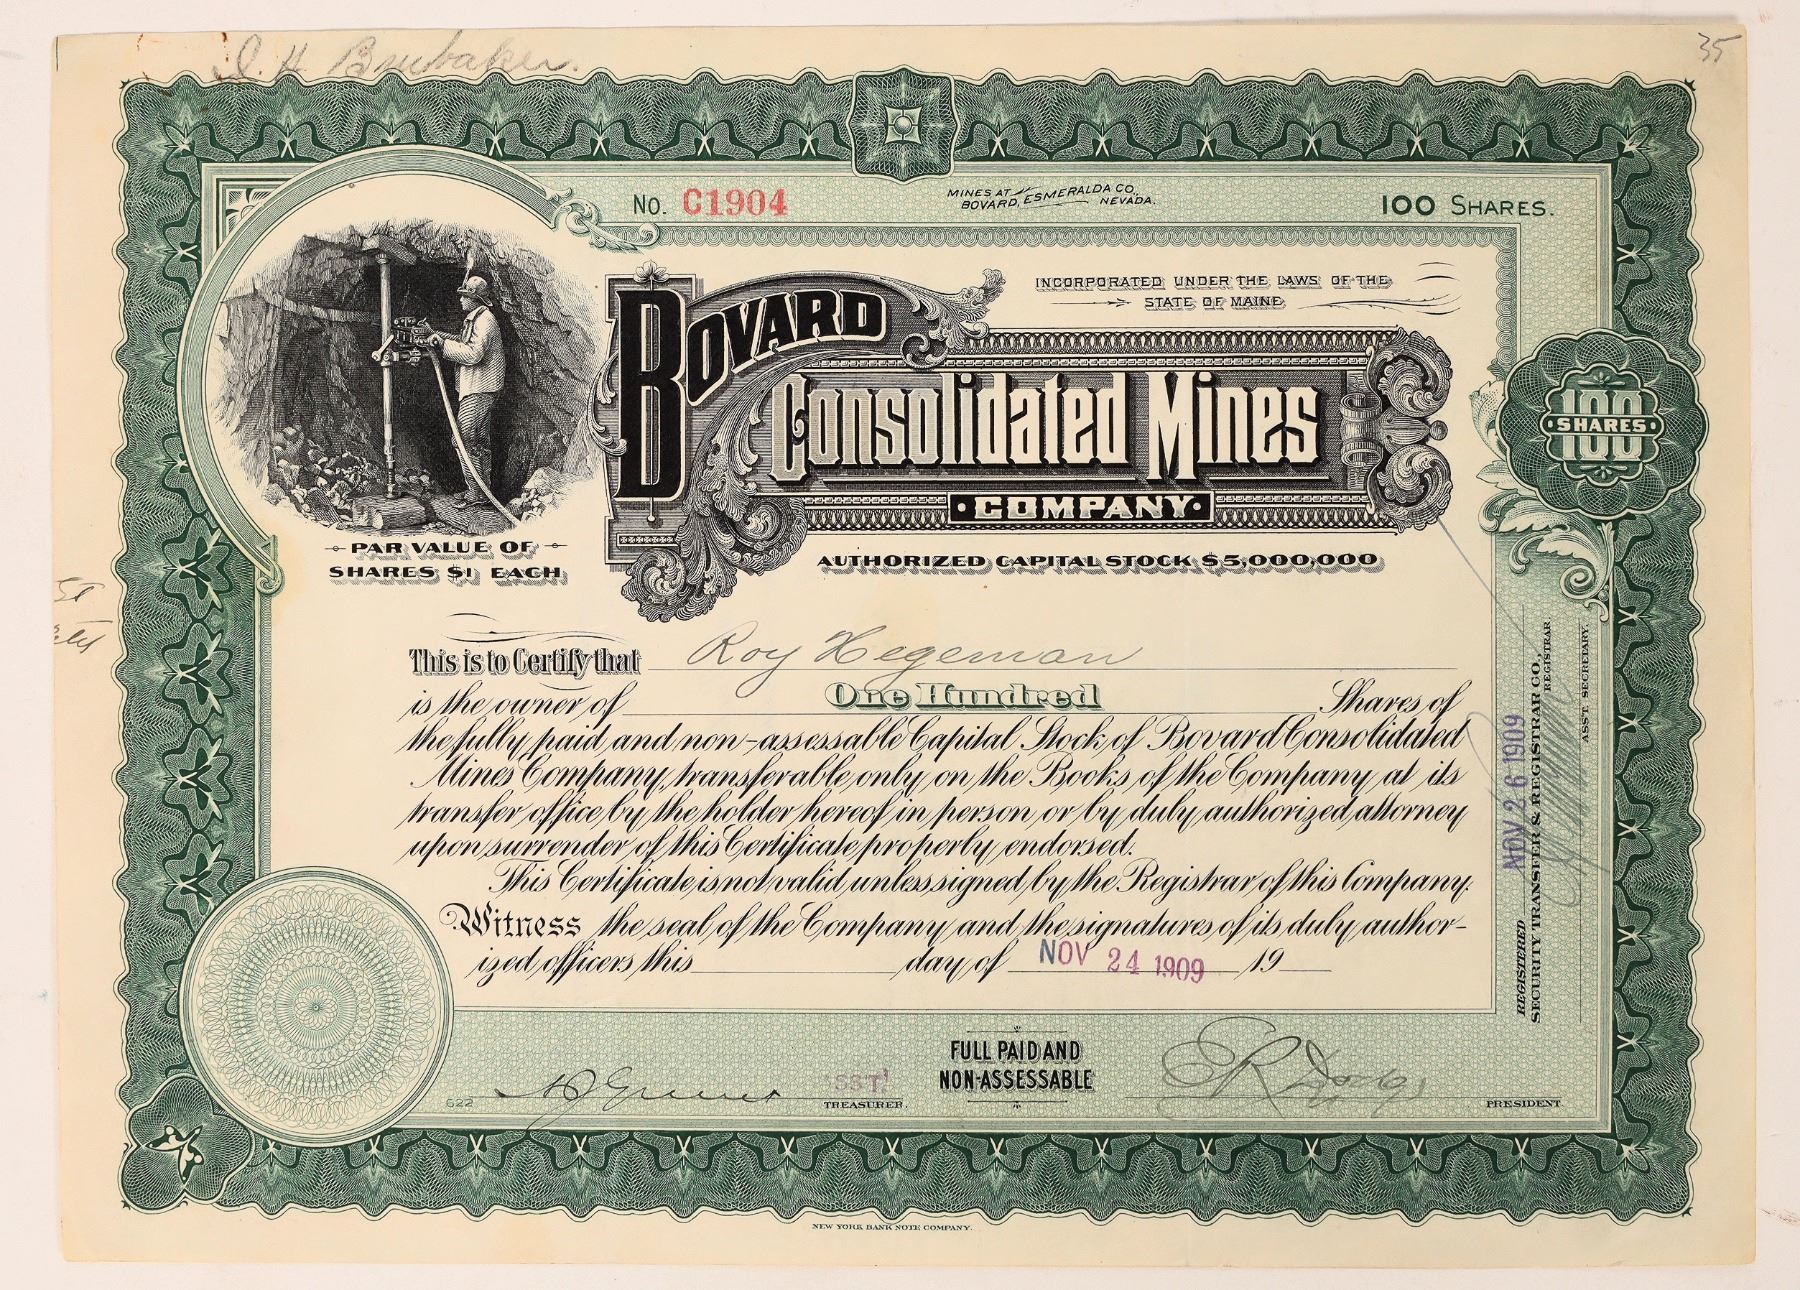 D. H. Brubaker.
35
No. C1904
MINES AT BOVARD, ESMERALDA CO., NEVADA.
100 SHARES.
INCORPORATED UNDER THE LAWS OF THE
STATE OF MAINE
BOVARD
Consolidated Mines
COMPANY
100
SHARES
100
PAR VALUE OF
SHARES $1 EACH
AUTHORIZED CAPITAL STOCK $5,000,000
This is to Certify that Roy Hegeman
is the owner of One Hundred Shares of
the fully paid and non-assessable Capital Stock of Bovard Consolidated
Mines Company, transferable only on the Books of the Company at its
transfer office by the holder hereof in person or by duly authorized attorney
upon surrender of this Certificate properly endorsed.
This Certificate is not valid unless signed by the Registrar of this Company.
Witness the seal of the Company and the signatures of its duly author-
ized officers this day of NOV 24 1909 19
REGISTERED NOV 26 1909
SECURITY TRANSFER & REGISTRAR CO.,
REGISTRAR.
ASST. SECRETARY.
FULL PAID AND
NON-ASSESSABLE
622
ASST
TREASURER.
PRESIDENT.
NEW YORK BANK NOTE COMPANY.